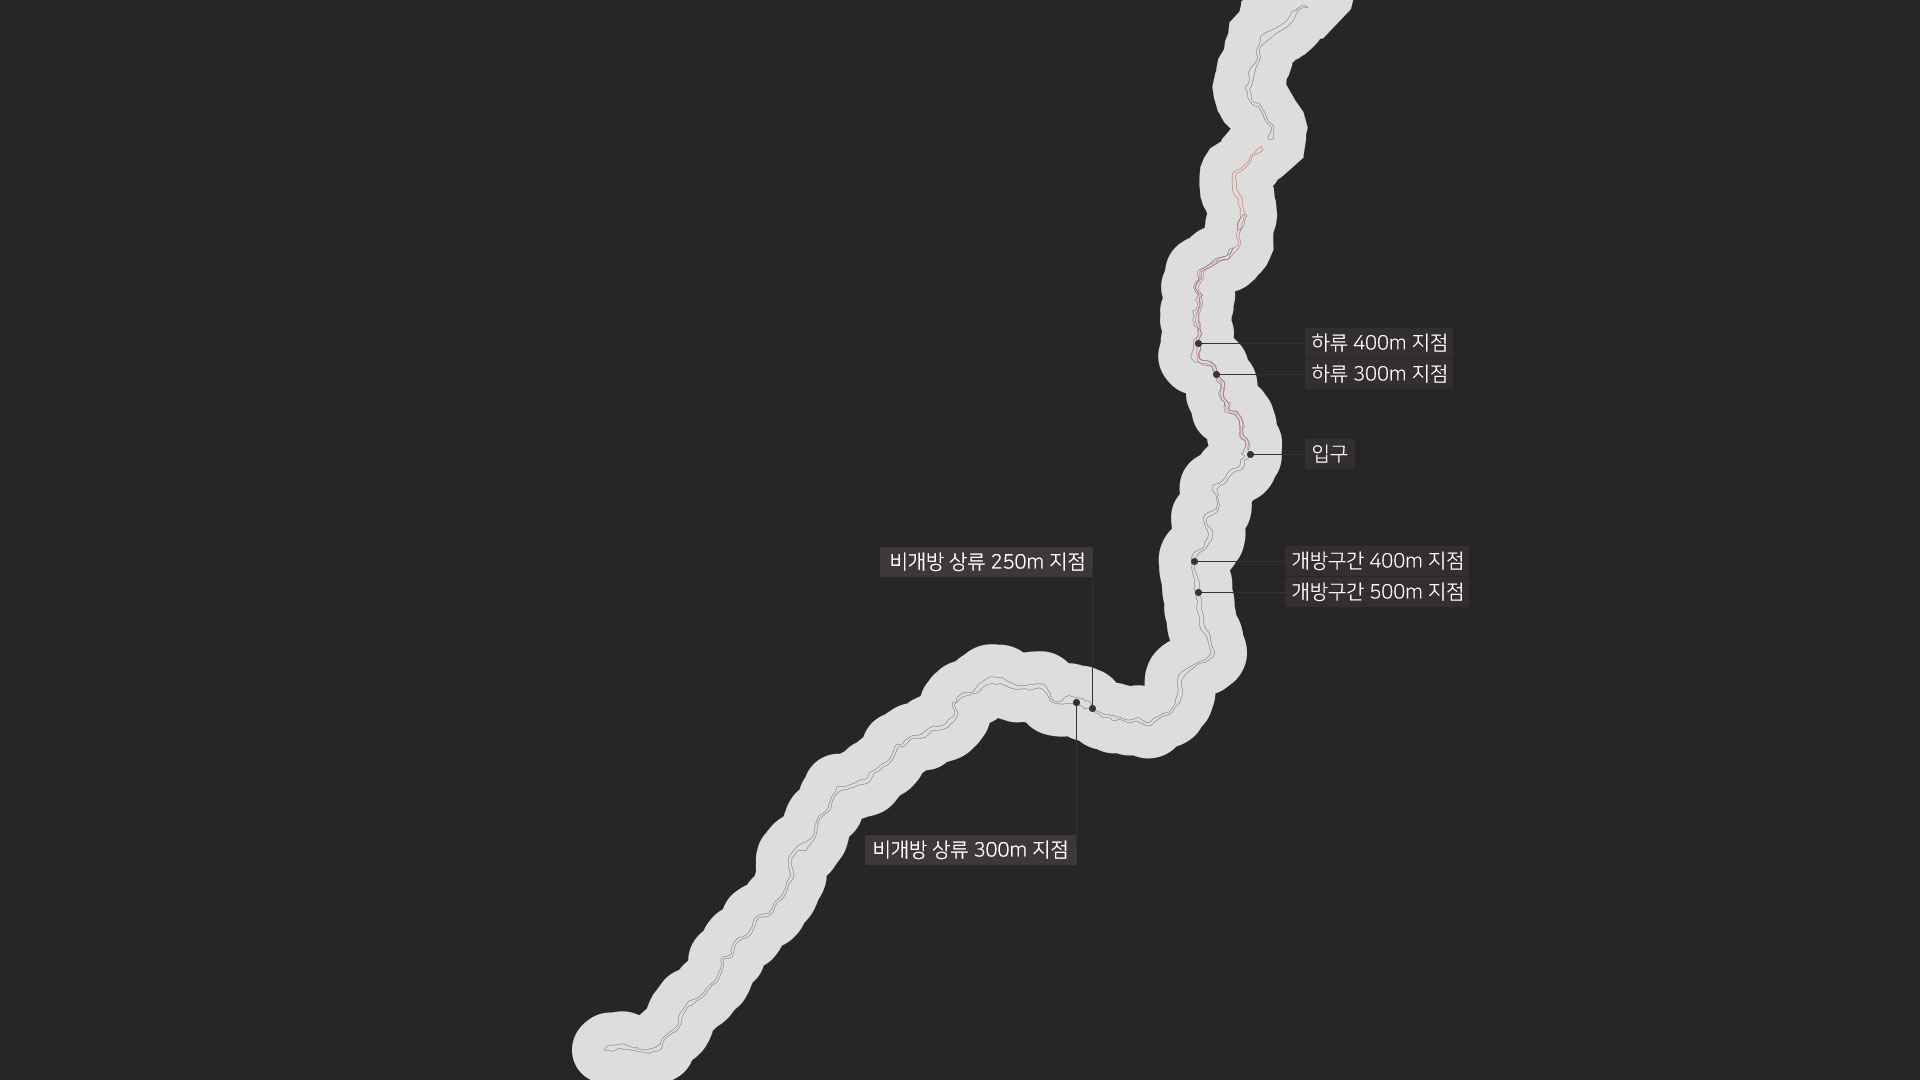 하류 400m 지점
하류 300m 지점
입구
비개방 상류 250m 지점
개방구간 400m 지점
개방구간 500m 지점
비개방 상류 300m 지점